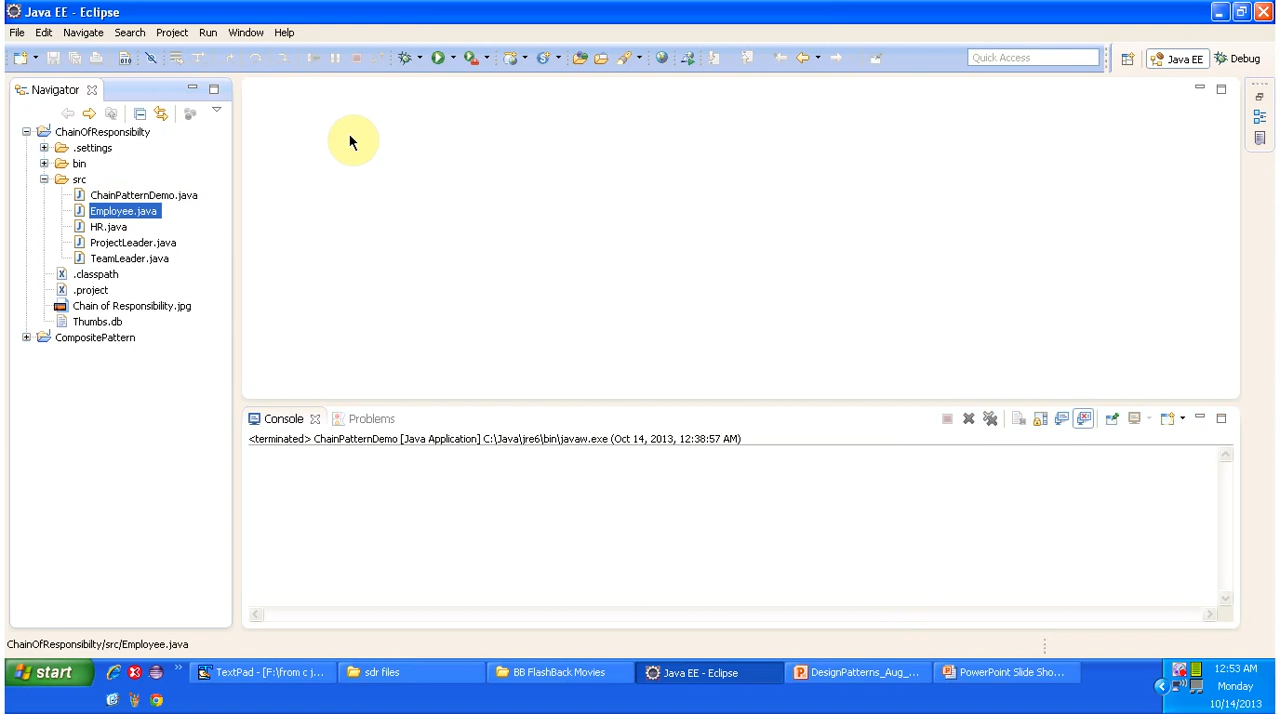 Java EE - Eclipse
File Edit Navigate Search Project Run Window Help
Quick Access
Java EE
Debug
Navigator
ChainOfResponsibilty
.settings
bin
src
ChainPatternDemo.java
Employee.java
HR.java
ProjectLeader.java
TeamLeader.java
.classpath
.project
Chain of Responsibility.jpg
Thumbs.db
CompositePattern
Console
Problems
<terminated> ChainPatternDemo [Java Application] C:\Java\jre6\bin\javaw.exe (Oct 14, 2013, 12:38:57 AM)
ChainOfResponsibilty/src/Employee.java
start
TextPad - [F:\from c j...
sdr files
BB FlashBack Movies
Java EE - Eclipse
DesignPatterns_Aug_...
PowerPoint Slide Sho...
12:53 AM
Monday
10/14/2013